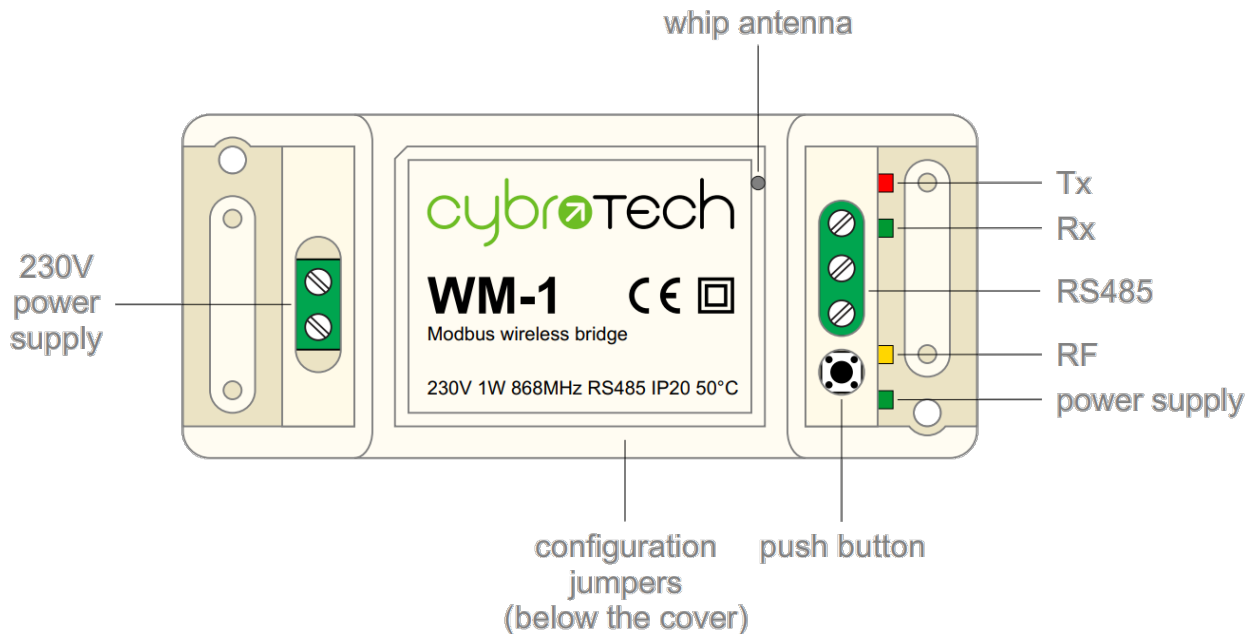 whip antenna
cybrotech
WM-1 CE
Modbus wireless bridge
230V 1W 868MHz RS485 IP20 50°C
230V
power
supply
Tx
Rx
RS485
RF
power supply
configuration
jumpers
(below the cover)
push button